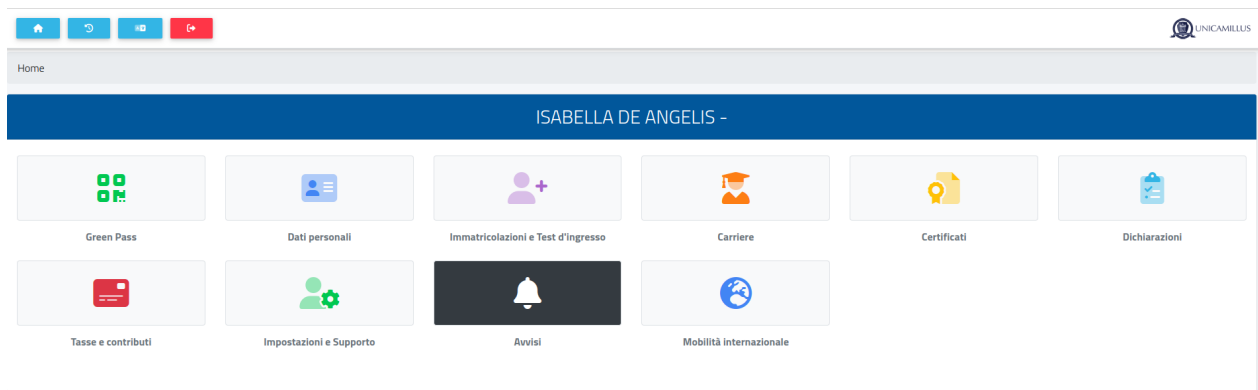 UNICAMILLUS
Home
ISABELLA DE ANGELIS -
Green Pass
Dati personali
Immatricolazioni e Test d'ingresso
Carriere
Certificati
Dichiarazioni
Tasse e contributi
Impostazioni e Supporto
Avvisi
Mobilità internazionale